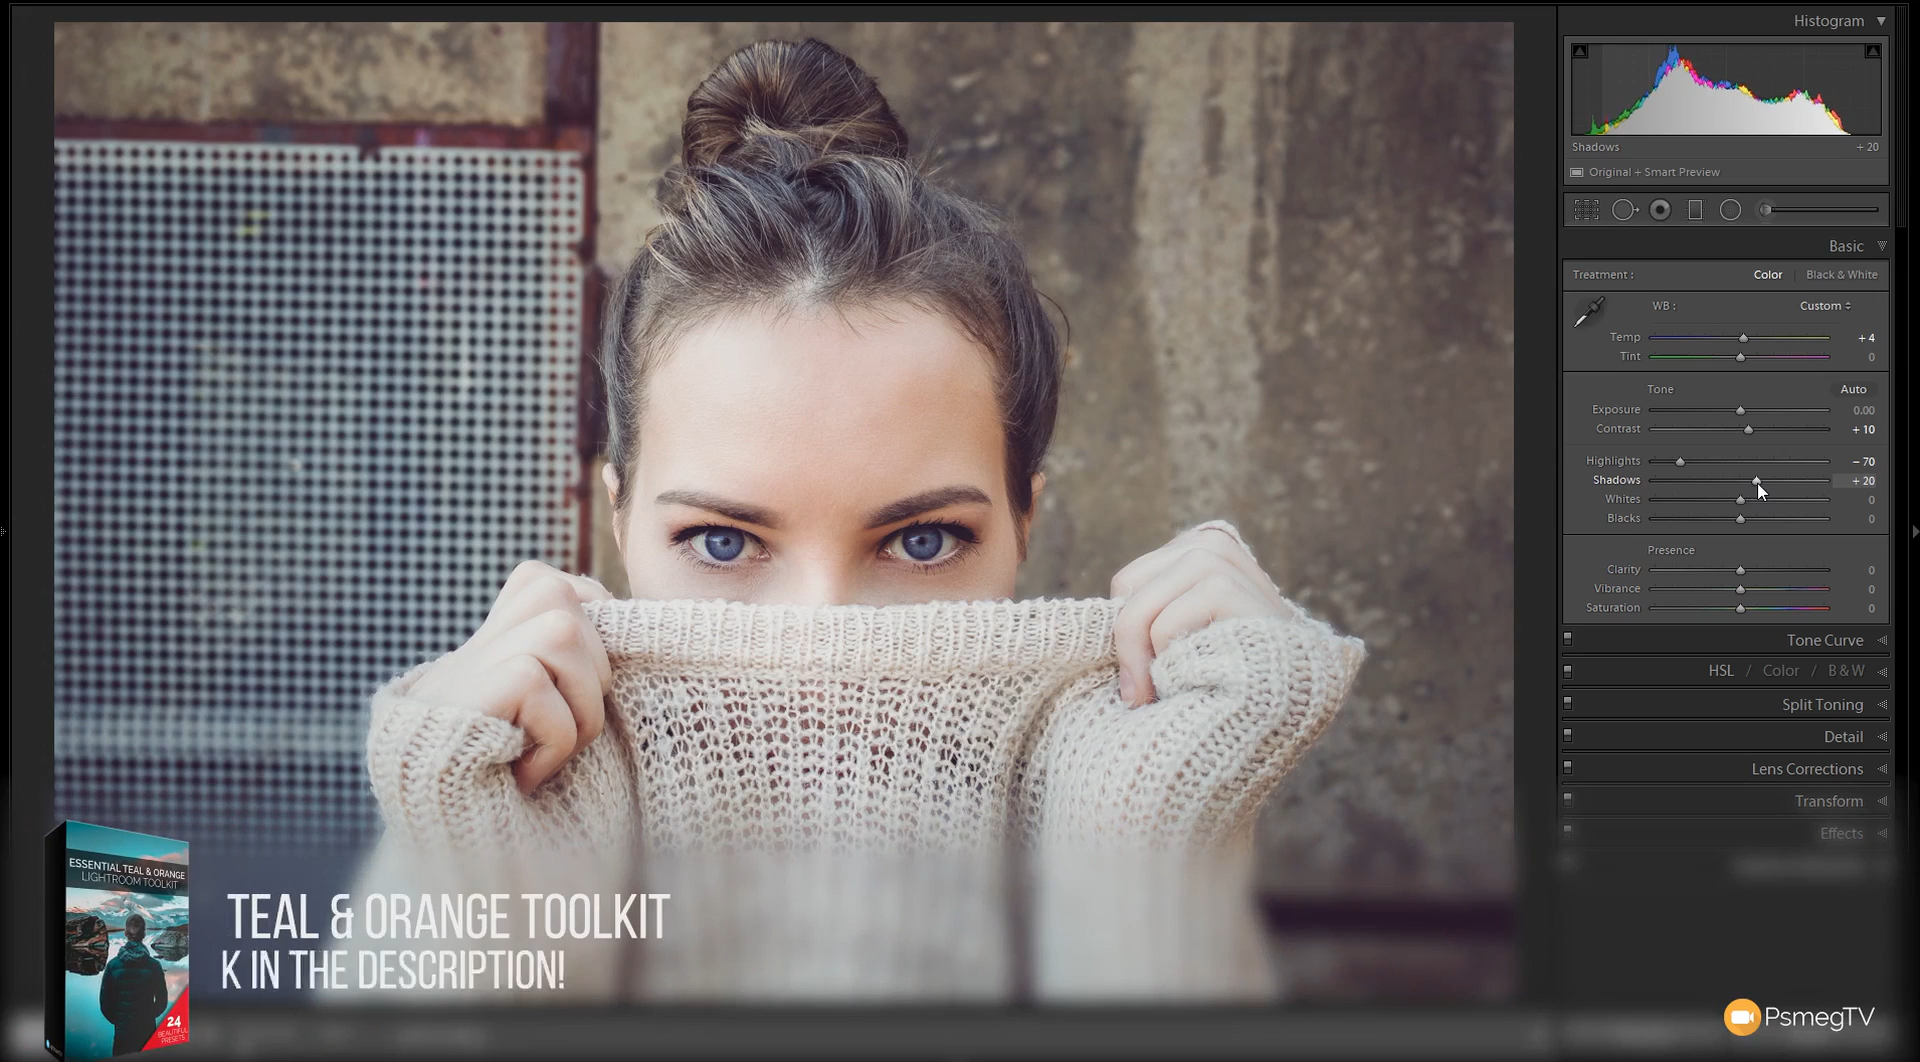 Histogram
Shadows + 20
Original + Smart Preview
Basic
Treatment : Color Black & White
WB : Custom
Temp + 4
Tint 0
Tone Auto
Exposure 0.00
Contrast + 10
Highlights − 70
Shadows + 20
Whites 0
Blacks 0
Presence
Clarity 0
Vibrance 0
Saturation 0
Tone Curve
HSL / Color / B & W
Split Toning
Detail
Lens Corrections
Transform
Effects
ESSENTIAL TEAL & ORANGE
LIGHTROOM TOOLKIT
24
BEAUTIFUL
PRESETS
TEAL & ORANGE TOOLKIT
K IN THE DESCRIPTION!
PsmegTV